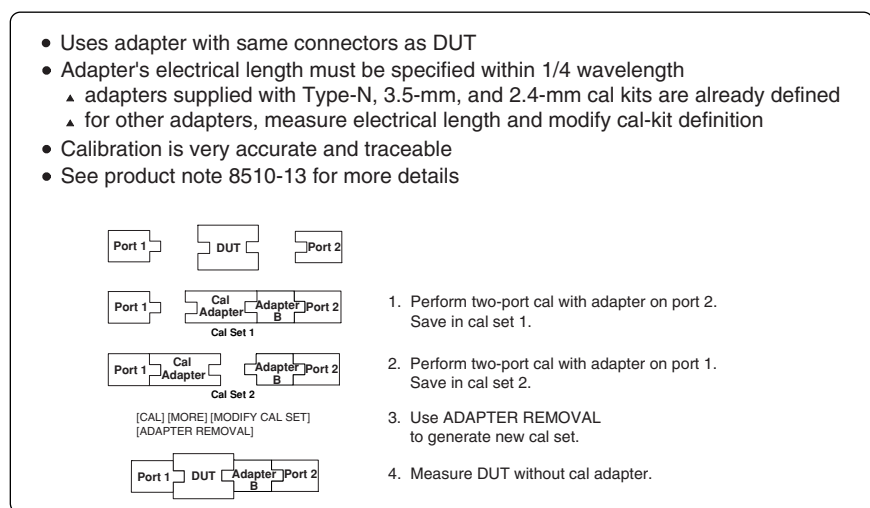 • Uses adapter with same connectors as DUT
• Adapter's electrical length must be specified within 1/4 wavelength
▲ adapters supplied with Type-N, 3.5-mm, and 2.4-mm cal kits are already defined
▲ for other adapters, measure electrical length and modify cal-kit definition
• Calibration is very accurate and traceable
• See product note 8510-13 for more details
Port 1 DUT Port 2
Port 1 Cal Adapter Adapter B Port 2
Cal Set 1
1. Perform two-port cal with adapter on port 2.
Save in cal set 1.
Port 1 Cal Adapter Adapter B Port 2
Cal Set 2
2. Perform two-port cal with adapter on port 1.
Save in cal set 2.
[CAL] [MORE] [MODIFY CAL SET]
[ADAPTER REMOVAL]
3. Use ADAPTER REMOVAL
to generate new cal set.
Port 1 DUT Adapter B Port 2
4. Measure DUT without cal adapter.